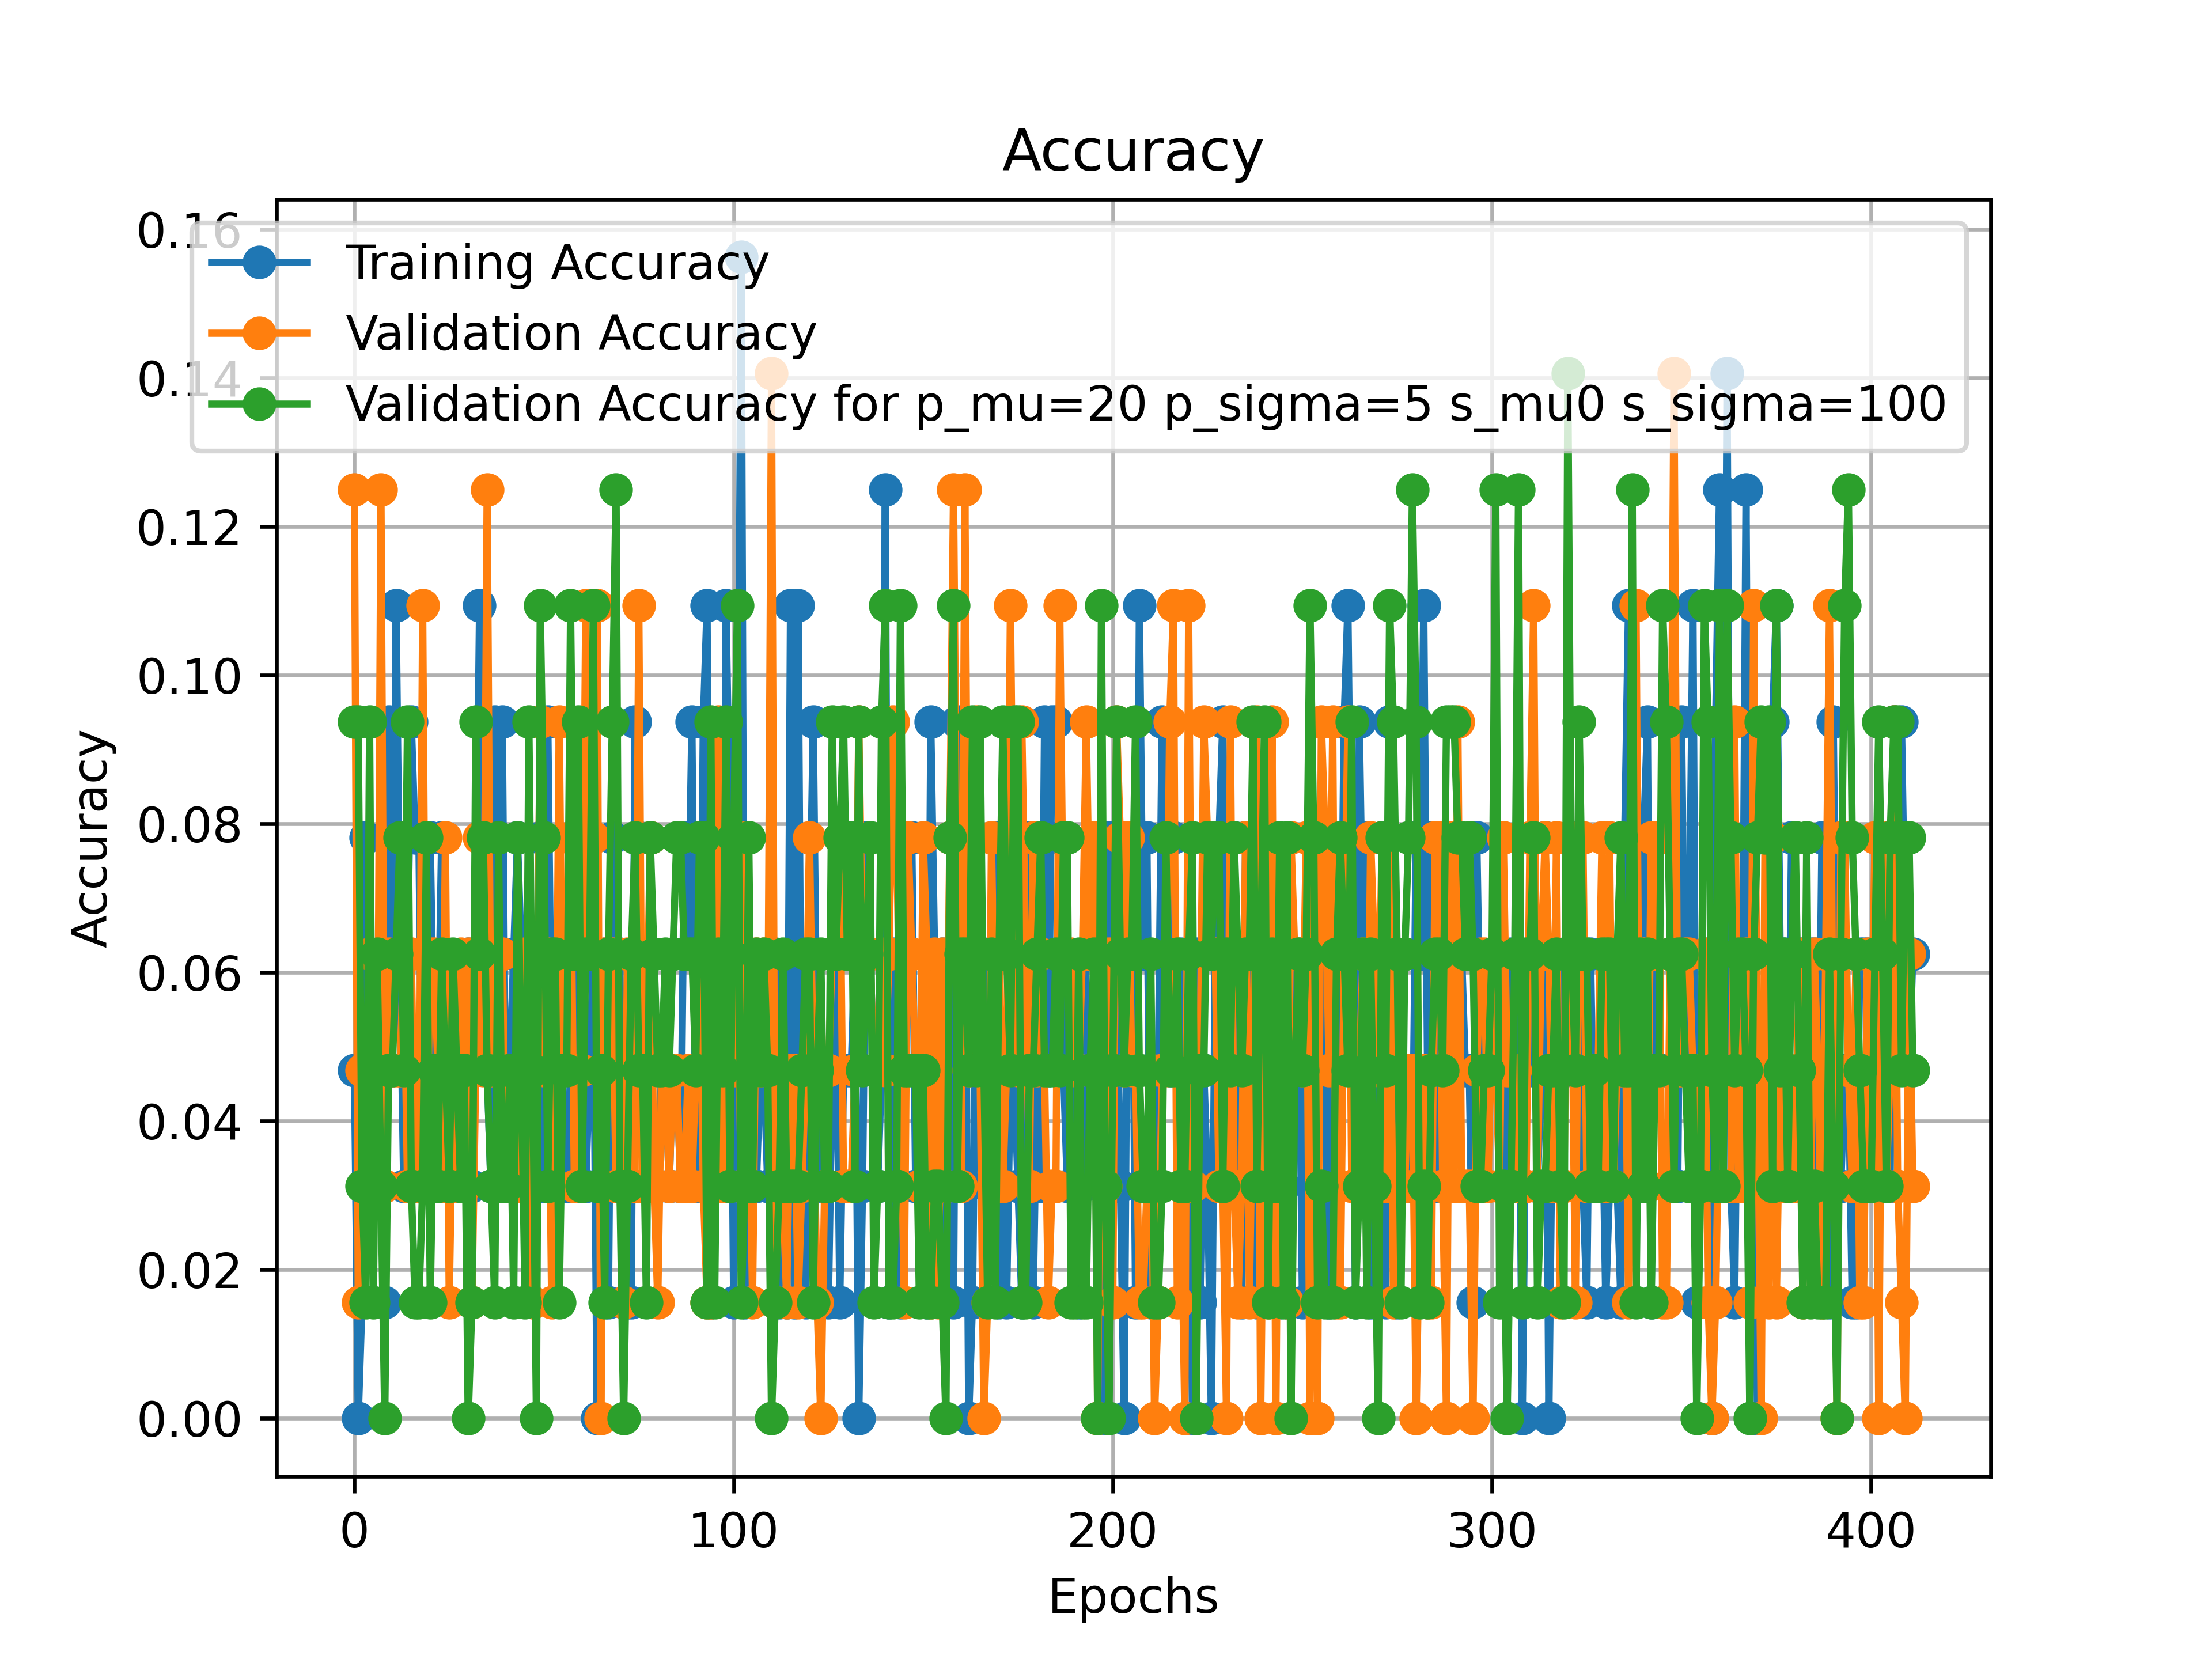 Accuracy
0.16
Training Accuracy
Validation Accuracy
0.14
Validation Accuracy for p_mu=20 p_sigma=5 s_mu0 s_sigma=100
0.12
0.10
0.08
0.06
0.04
0.02
0.00
Accuracy
0 100 200 300 400
Epochs